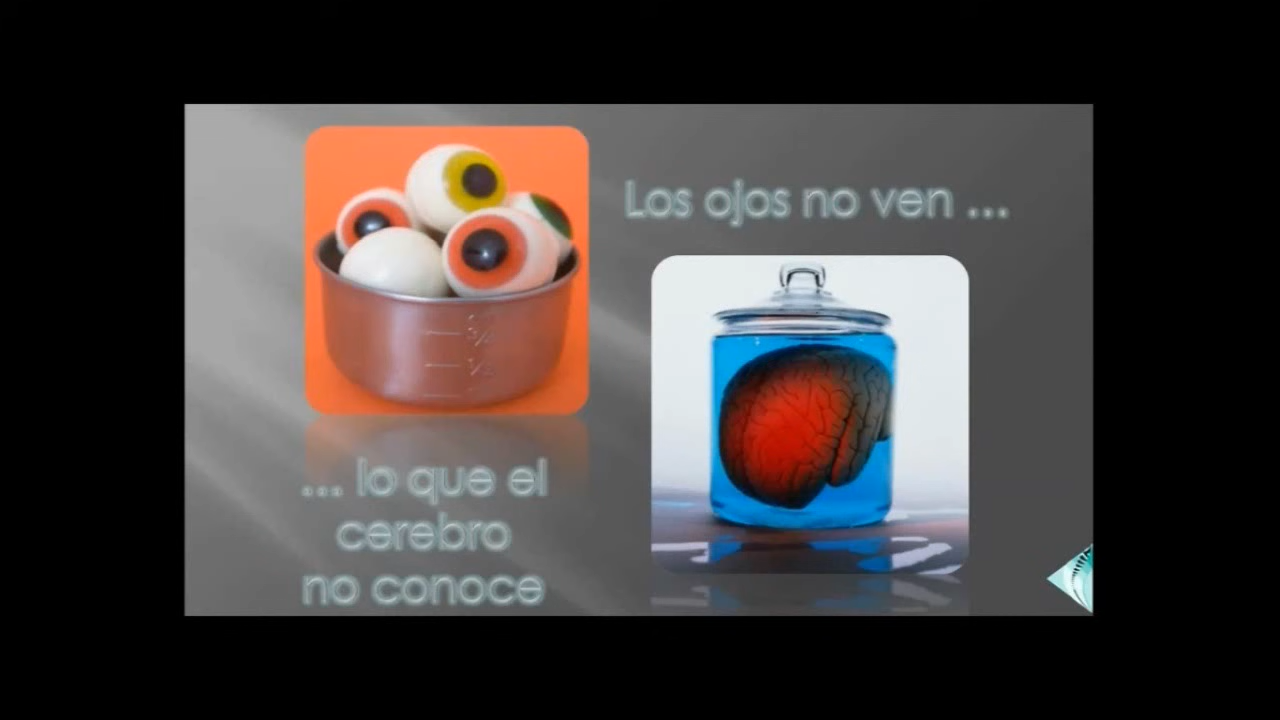 Los ojos no ven ...
... lo que el
cerebro
no conoce